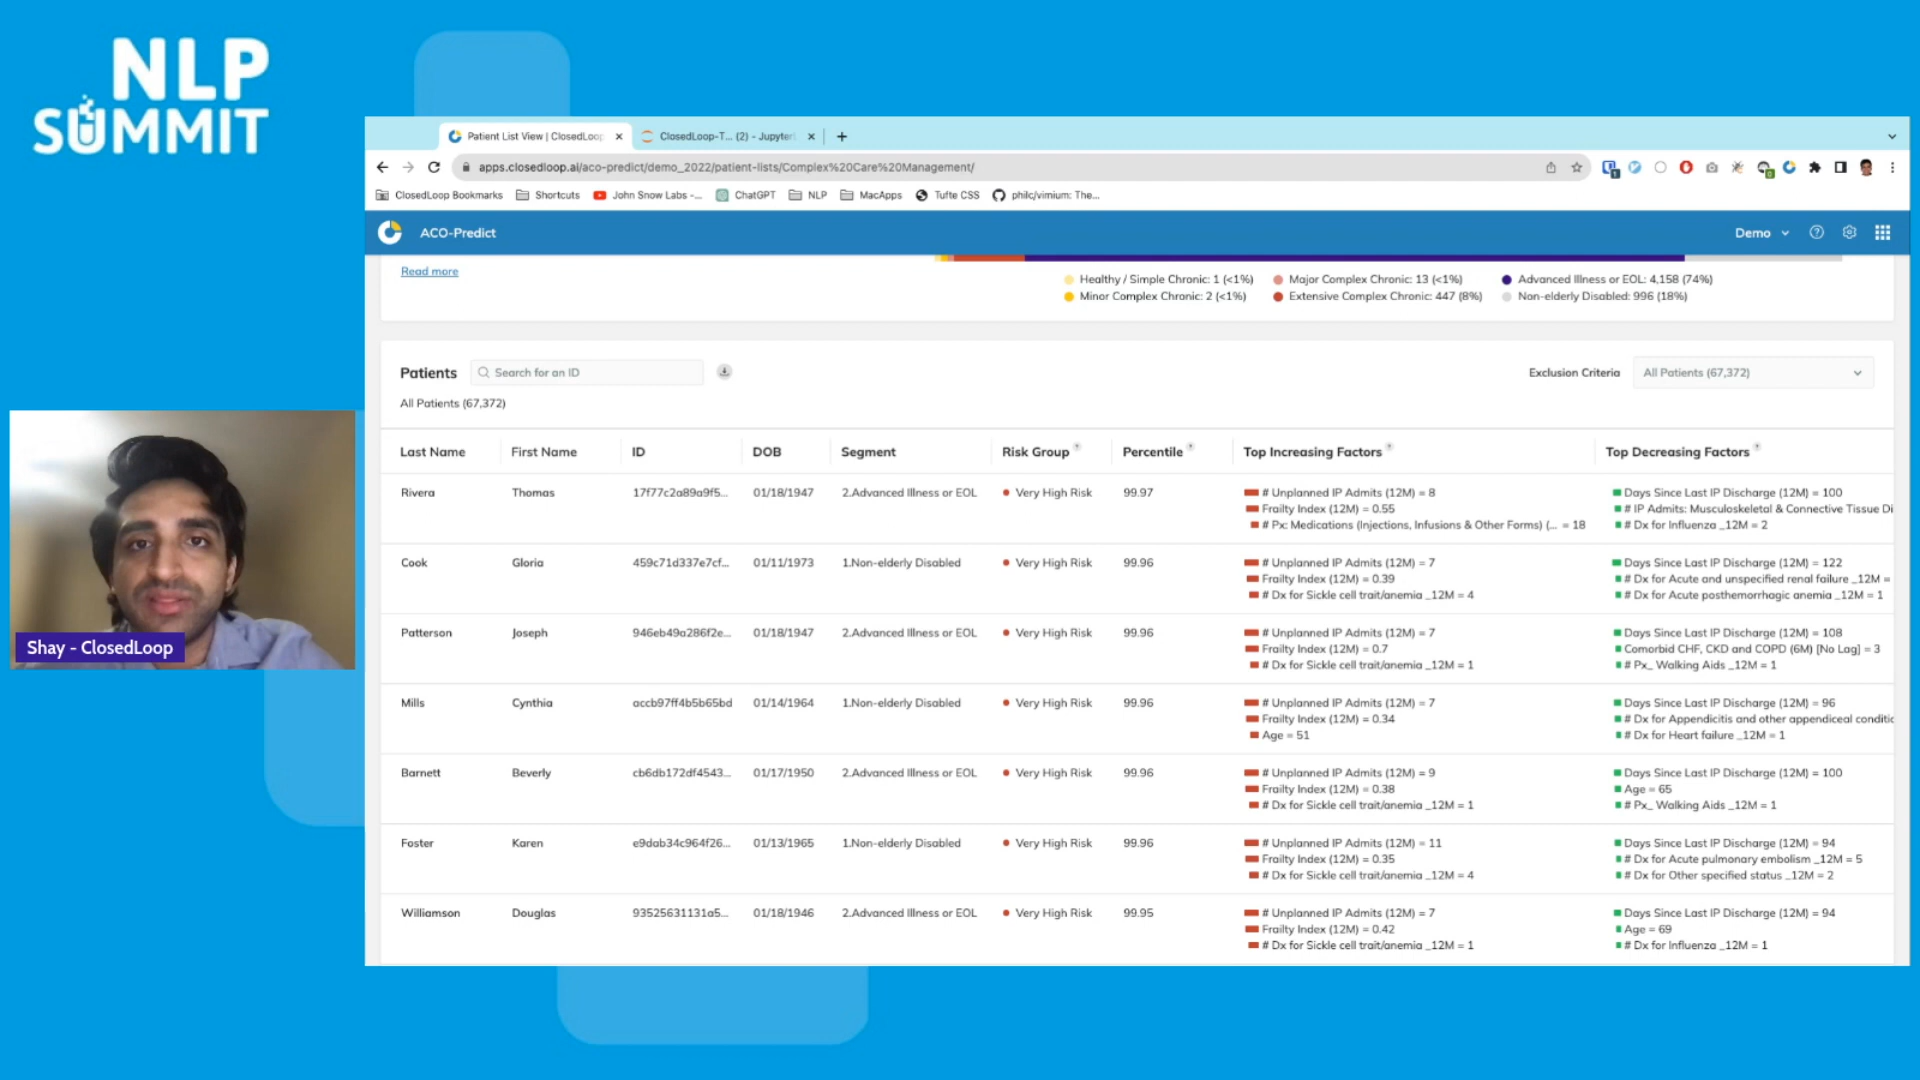 NLP
SUMMIT
Patient List View | ClosedLoop
ClosedLoop-T... (2) - Jupyter
apps.closedloop.ai/aco-predict/demo_2022/patient-lists/Complex%20Care%20Management/
ClosedLoop Bookmarks Shortcuts John Snow Labs -... ChatGPT NLP MacApps Tufte CSS philc/vimium: The...
ACO-Predict Demo
Read more
Healthy / Simple Chronic: 1 (<1%) Major Complex Chronic: 13 (<1%) Advanced Illness or EOL: 4,158 (74%)
Minor Complex Chronic: 2 (<1%) Extensive Complex Chronic: 447 (8%) Non-elderly Disabled: 996 (18%)
Patients Search for an ID Exclusion Criteria All Patients (67,372)
All Patients (67,372)
Last Name First Name ID DOB Segment Risk Group Percentile Top Increasing Factors Top Decreasing Factors
Rivera Thomas 17f77c2a89a9f5... 01/18/1947 2.Advanced Illness or EOL Very High Risk 99.97 # Unplanned IP Admits (12M) = 8 Days Since Last IP Discharge (12M) = 100
Frailty Index (12M) = 0.55 # IP Admits: Musculoskeletal & Connective Tissue Di
# Px: Medications (Injections, Infusions & Other Forms) (... = 18 # Dx for Influenza _12M = 2
Cook Gloria 459c71d337e7cf... 01/11/1973 1.Non-elderly Disabled Very High Risk 99.96 # Unplanned IP Admits (12M) = 7 Days Since Last IP Discharge (12M) = 122
Frailty Index (12M) = 0.39 # Dx for Acute and unspecified renal failure _12M =
# Dx for Sickle cell trait/anemia _12M = 4 # Dx for Acute posthemorrhagic anemia _12M = 1
Patterson Joseph 946eb49a286f2e... 01/18/1947 2.Advanced Illness or EOL Very High Risk 99.96 # Unplanned IP Admits (12M) = 7 Days Since Last IP Discharge (12M) = 108
Frailty Index (12M) = 0.7 Comorbid CHF, CKD and COPD (6M) [No Lag] = 3
# Dx for Sickle cell trait/anemia _12M = 1 # Px_ Walking Aids _12M = 1
Mills Cynthia accb97ff4b5b65bd 01/14/1964 1.Non-elderly Disabled Very High Risk 99.96 # Unplanned IP Admits (12M) = 7 Days Since Last IP Discharge (12M) = 96
Frailty Index (12M) = 0.34 # Dx for Appendicitis and other appendiceal conditio
Age = 51 # Dx for Heart failure _12M = 1
Barnett Beverly cb6db172df4543... 01/17/1950 2.Advanced Illness or EOL Very High Risk 99.96 # Unplanned IP Admits (12M) = 9 Days Since Last IP Discharge (12M) = 100
Frailty Index (12M) = 0.38 Age = 65
# Dx for Sickle cell trait/anemia _12M = 1 # Px_ Walking Aids _12M = 1
Foster Karen e9dab34c964f26... 01/13/1965 1.Non-elderly Disabled Very High Risk 99.96 # Unplanned IP Admits (12M) = 11 Days Since Last IP Discharge (12M) = 94
Frailty Index (12M) = 0.35 # Dx for Acute pulmonary embolism _12M = 5
# Dx for Sickle cell trait/anemia _12M = 4 # Dx for Other specified status _12M = 2
Williamson Douglas 93525631131a5... 01/18/1946 2.Advanced Illness or EOL Very High Risk 99.95 # Unplanned IP Admits (12M) = 7 Days Since Last IP Discharge (12M) = 94
Frailty Index (12M) = 0.42 Age = 69
# Dx for Sickle cell trait/anemia _12M = 1 # Dx for Influenza _12M = 1
Shay - ClosedLoop